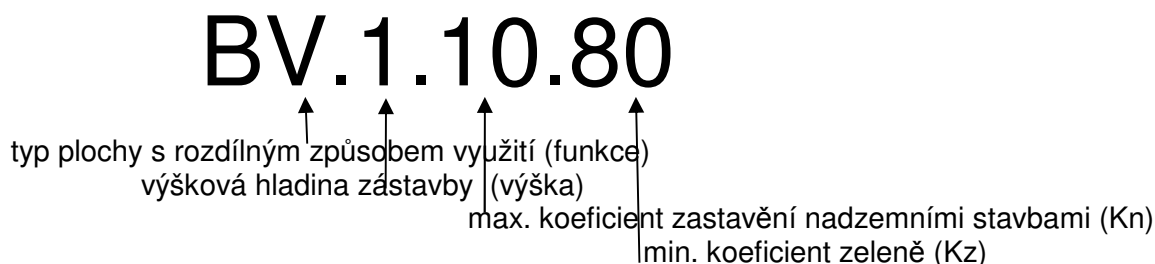 BV.1.10.80
typ plochy s rozdílným způsobem využití (funkce)
výšková hladina zástavby (výška)
max. koeficient zastavění nadzemními stavbami (Kn)
min. koeficient zeleně (Kz)